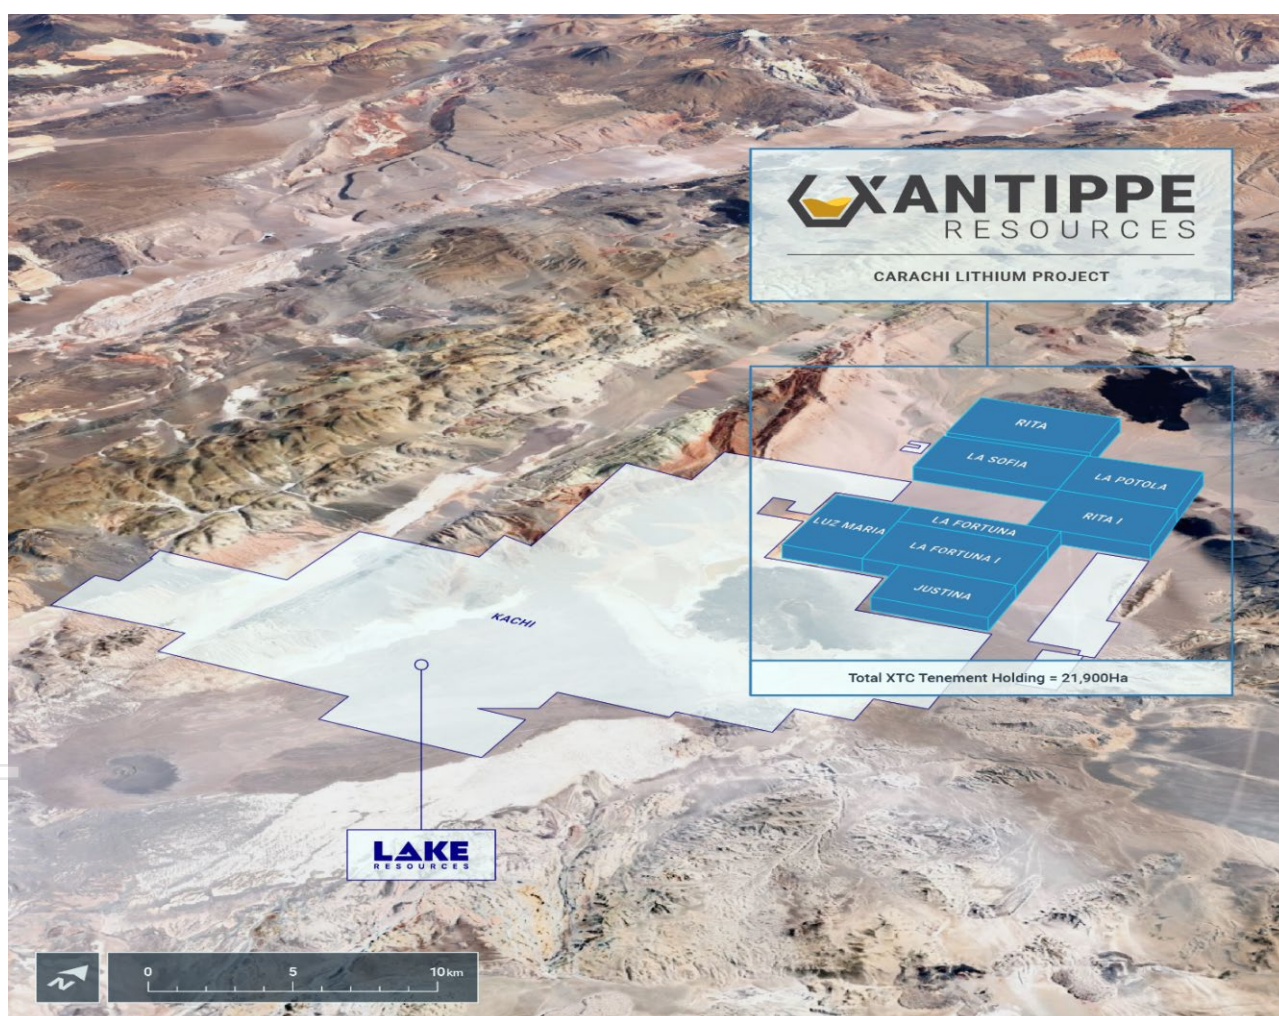 XANTIPPE
RESOURCES
CARACHI LITHIUM PROJECT
RITA
LA SOFIA
LA POTOLA
LUZ MARIA
LA FORTUNA
RITA I
LA FORTUNA I
JUSTINA
KACHI
Total XTC Tenement Holding = 21,900Ha
LAKE
RESOURCES
N
0 5 10km